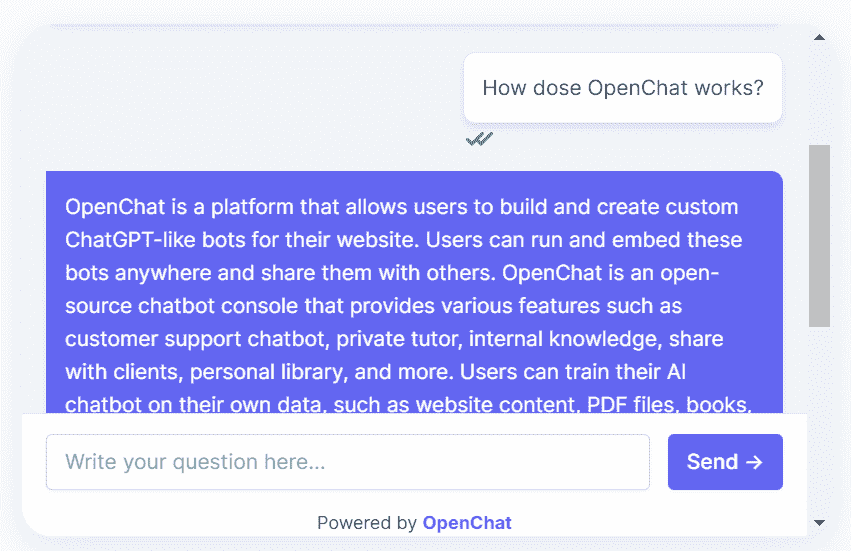 How dose OpenChat works?
OpenChat is a platform that allows users to build and create custom
ChatGPT-like bots for their website. Users can run and embed these
bots anywhere and share them with others. OpenChat is an open-
source chatbot console that provides various features such as
customer support chatbot, private tutor, internal knowledge, share
with clients, personal library, and more. Users can train their AI
chatbot on their own data, such as website content, PDF files, books,
Write your question here...
Send →
Powered by OpenChat